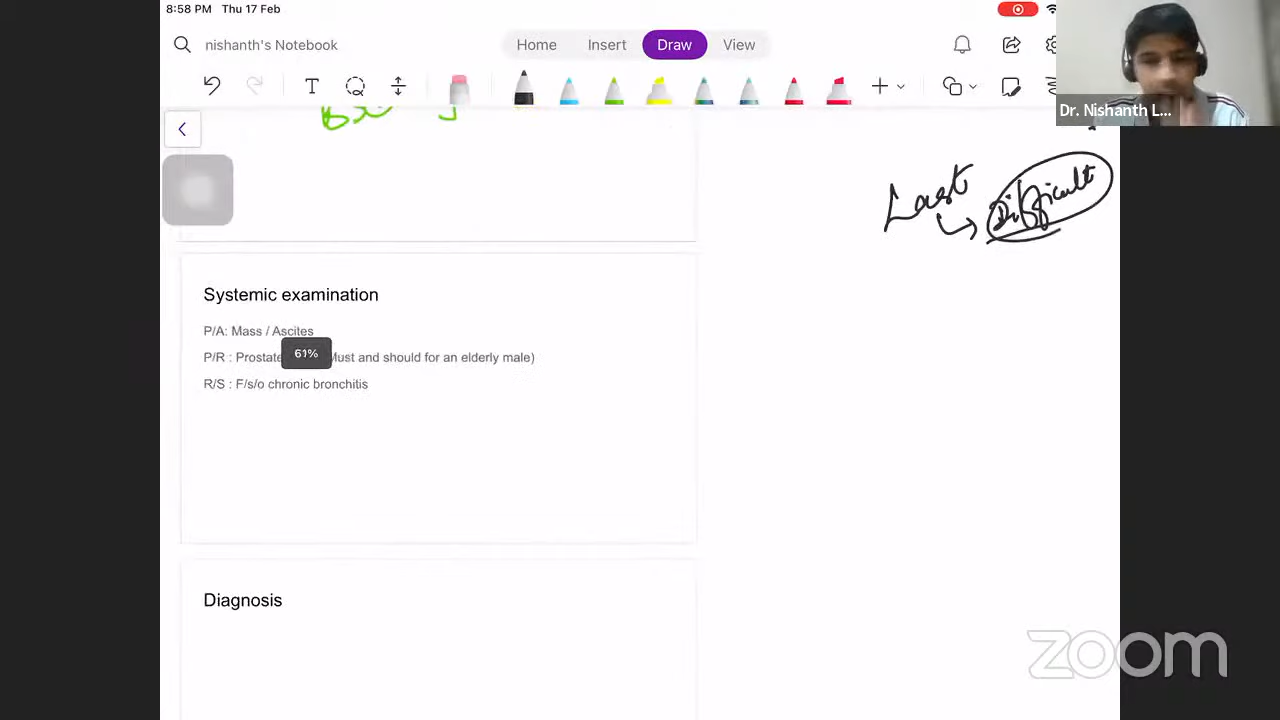 8:58 PM Thu 17 Feb
nishanth's Notebook
Home
Insert
Draw
View
Dr. Nishanth L...
Last
Difficult
Systemic examination
P/A: Mass / Ascites
P/R : Prostate Must and should for an elderly male)
61%
R/S : F/s/o chronic bronchitis
Diagnosis
zoom